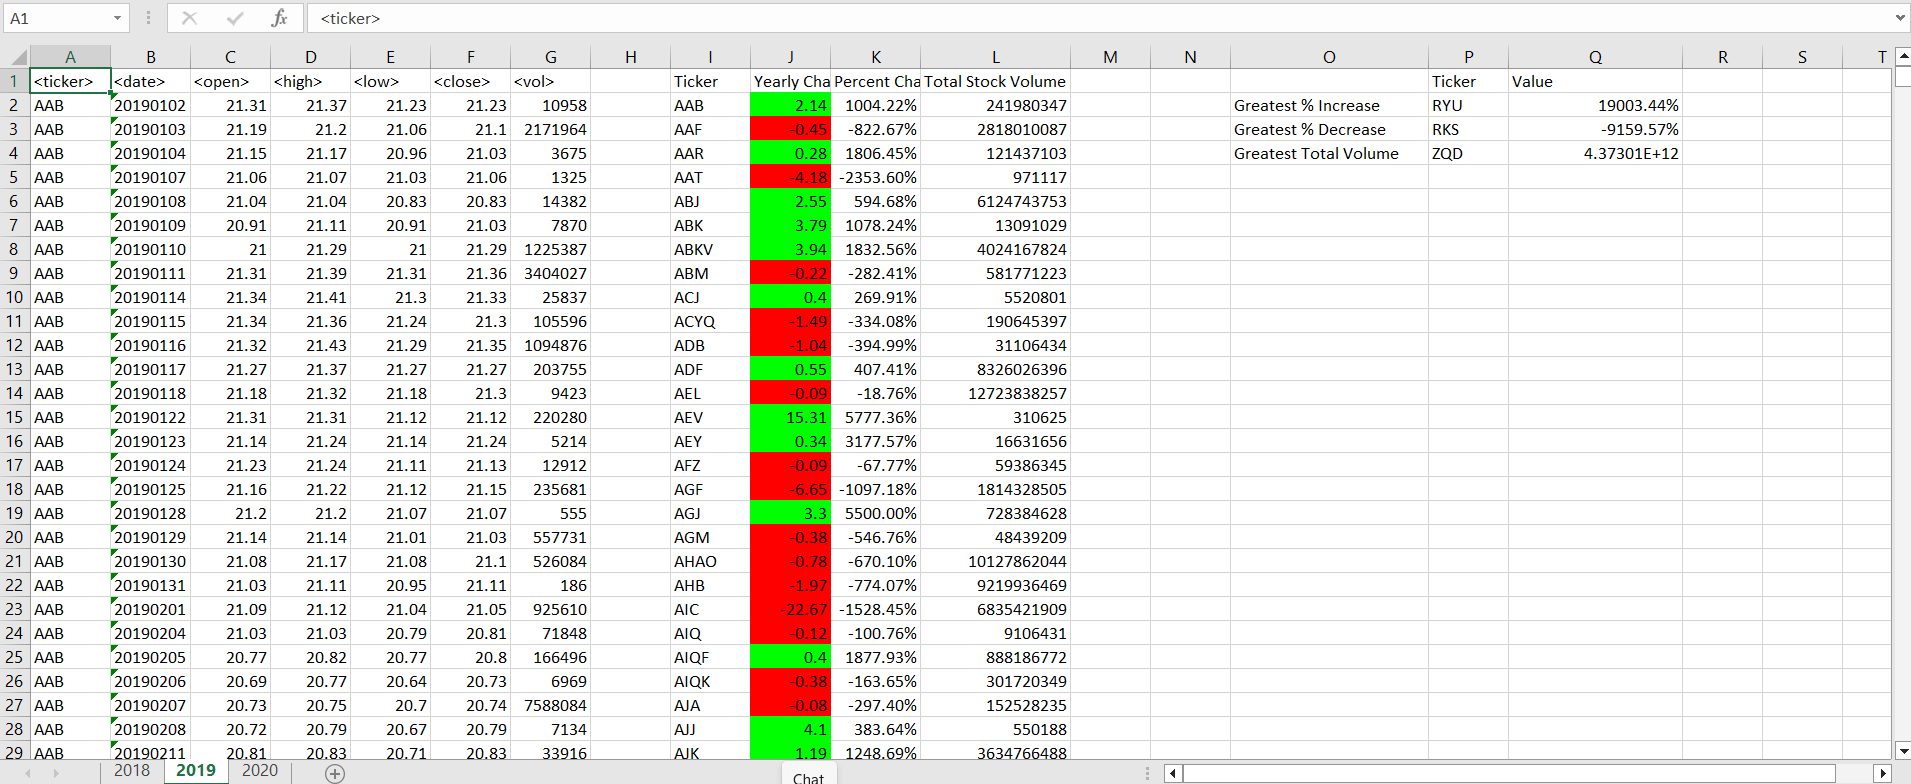 A1 fx <ticker>
A B C D E F G H I J K L M N O P Q R S T
1 <ticker> <date> <open> <high> <low> <close> <vol> Ticker Yearly Cha Percent Cha Total Stock Volume Ticker Value
2 AAB 20190102 21.31 21.37 21.23 21.23 10958 AAB 2.14 1004.22% 241980347 Greatest % Increase RYU 19003.44%
3 AAB 20190103 21.19 21.2 21.06 21.1 2171964 AAF -0.45 -822.67% 2818010087 Greatest % Decrease RKS -9159.57%
4 AAB 20190104 21.15 21.17 20.96 21.03 3675 AAR 0.28 1806.45% 121437103 Greatest Total Volume ZQD 4.37301E+12
5 AAB 20190107 21.06 21.07 21.03 21.06 1325 AAT -4.18 -2353.60% 971117
6 AAB 20190108 21.04 21.04 20.83 20.83 14382 ABJ 2.55 594.68% 6124743753
7 AAB 20190109 20.91 21.11 20.91 21.03 7870 ABK 3.79 1078.24% 13091029
8 AAB 20190110 21 21.29 21 21.29 1225387 ABKV 3.94 1832.56% 4024167824
9 AAB 20190111 21.31 21.39 21.31 21.36 3404027 ABM -0.22 -282.41% 581771223
10 AAB 20190114 21.34 21.41 21.3 21.33 25837 ACJ 0.4 269.91% 5520801
11 AAB 20190115 21.34 21.36 21.24 21.3 105596 ACYQ -1.49 -334.08% 190645397
12 AAB 20190116 21.32 21.43 21.29 21.35 1094876 ADB -1.04 -394.99% 31106434
13 AAB 20190117 21.27 21.37 21.27 21.27 203755 ADF 0.55 407.41% 8326026396
14 AAB 20190118 21.18 21.32 21.18 21.3 9423 AEL -0.09 -18.76% 12723838257
15 AAB 20190122 21.31 21.31 21.12 21.12 220280 AEV 15.31 5777.36% 310625
16 AAB 20190123 21.14 21.24 21.14 21.24 5214 AEY 0.34 3177.57% 16631656
17 AAB 20190124 21.23 21.24 21.11 21.13 12912 AFZ -0.09 -67.77% 59386345
18 AAB 20190125 21.16 21.22 21.12 21.15 235681 AGF -6.65 -1097.18% 1814328505
19 AAB 20190128 21.2 21.2 21.07 21.07 555 AGJ 3.3 5500.00% 728384628
20 AAB 20190129 21.14 21.14 21.01 21.03 557731 AGM -0.38 -546.76% 48439209
21 AAB 20190130 21.08 21.17 21.08 21.1 526084 AHAO -0.78 -670.10% 10127862044
22 AAB 20190131 21.03 21.11 20.95 21.11 186 AHB -1.97 -774.07% 9219936469
23 AAB 20190201 21.09 21.12 21.04 21.05 925610 AIC -22.67 -1528.45% 6835421909
24 AAB 20190204 21.03 21.03 20.79 20.81 71848 AIQ -0.12 -100.76% 9106431
25 AAB 20190205 20.77 20.82 20.77 20.8 166496 AIQF 0.4 1877.93% 888186772
26 AAB 20190206 20.69 20.77 20.64 20.73 6969 AIQK -0.38 -163.65% 301720349
27 AAB 20190207 20.73 20.75 20.7 20.74 7588084 AJA -0.08 -297.40% 152528235
28 AAB 20190208 20.72 20.79 20.67 20.79 7134 AJJ 4.1 383.64% 550188
29 AAB 20190211 20.81 20.83 20.71 20.83 33916 AJK 1.19 1248.69% 3634766488
2018 2019 2020
Chat